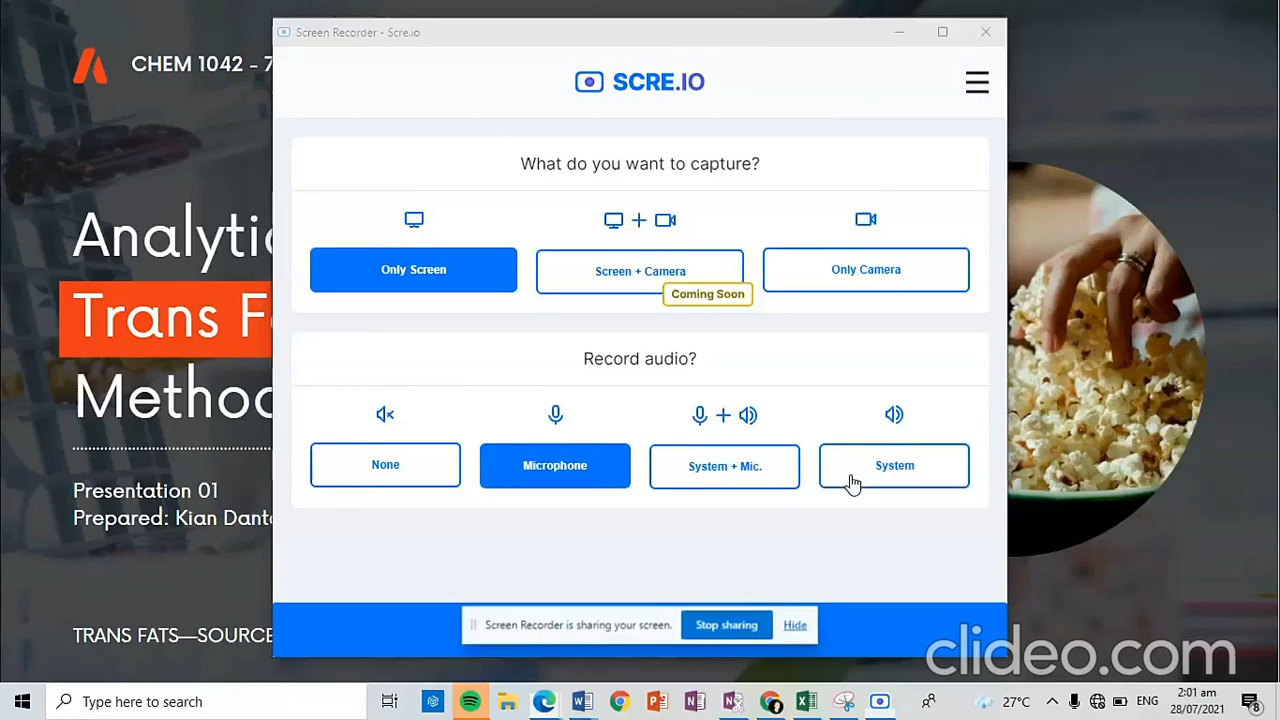 Screen Recorder - Scre.io
CHEM 1042 - 7
SCRE.IO
What do you want to capture?
Only Screen
Screen + Camera
Only Camera
Coming Soon
Record audio?
None
Microphone
System + Mic.
System
Trans
Presentation 01
Prepared: Kian
TRANS FATS—SOURCE
Screen Recorder is sharing your screen.
Stop sharing
Hide
clideo.com
Type here to search
27°C
ENG
2:01 am
28/07/2021
8